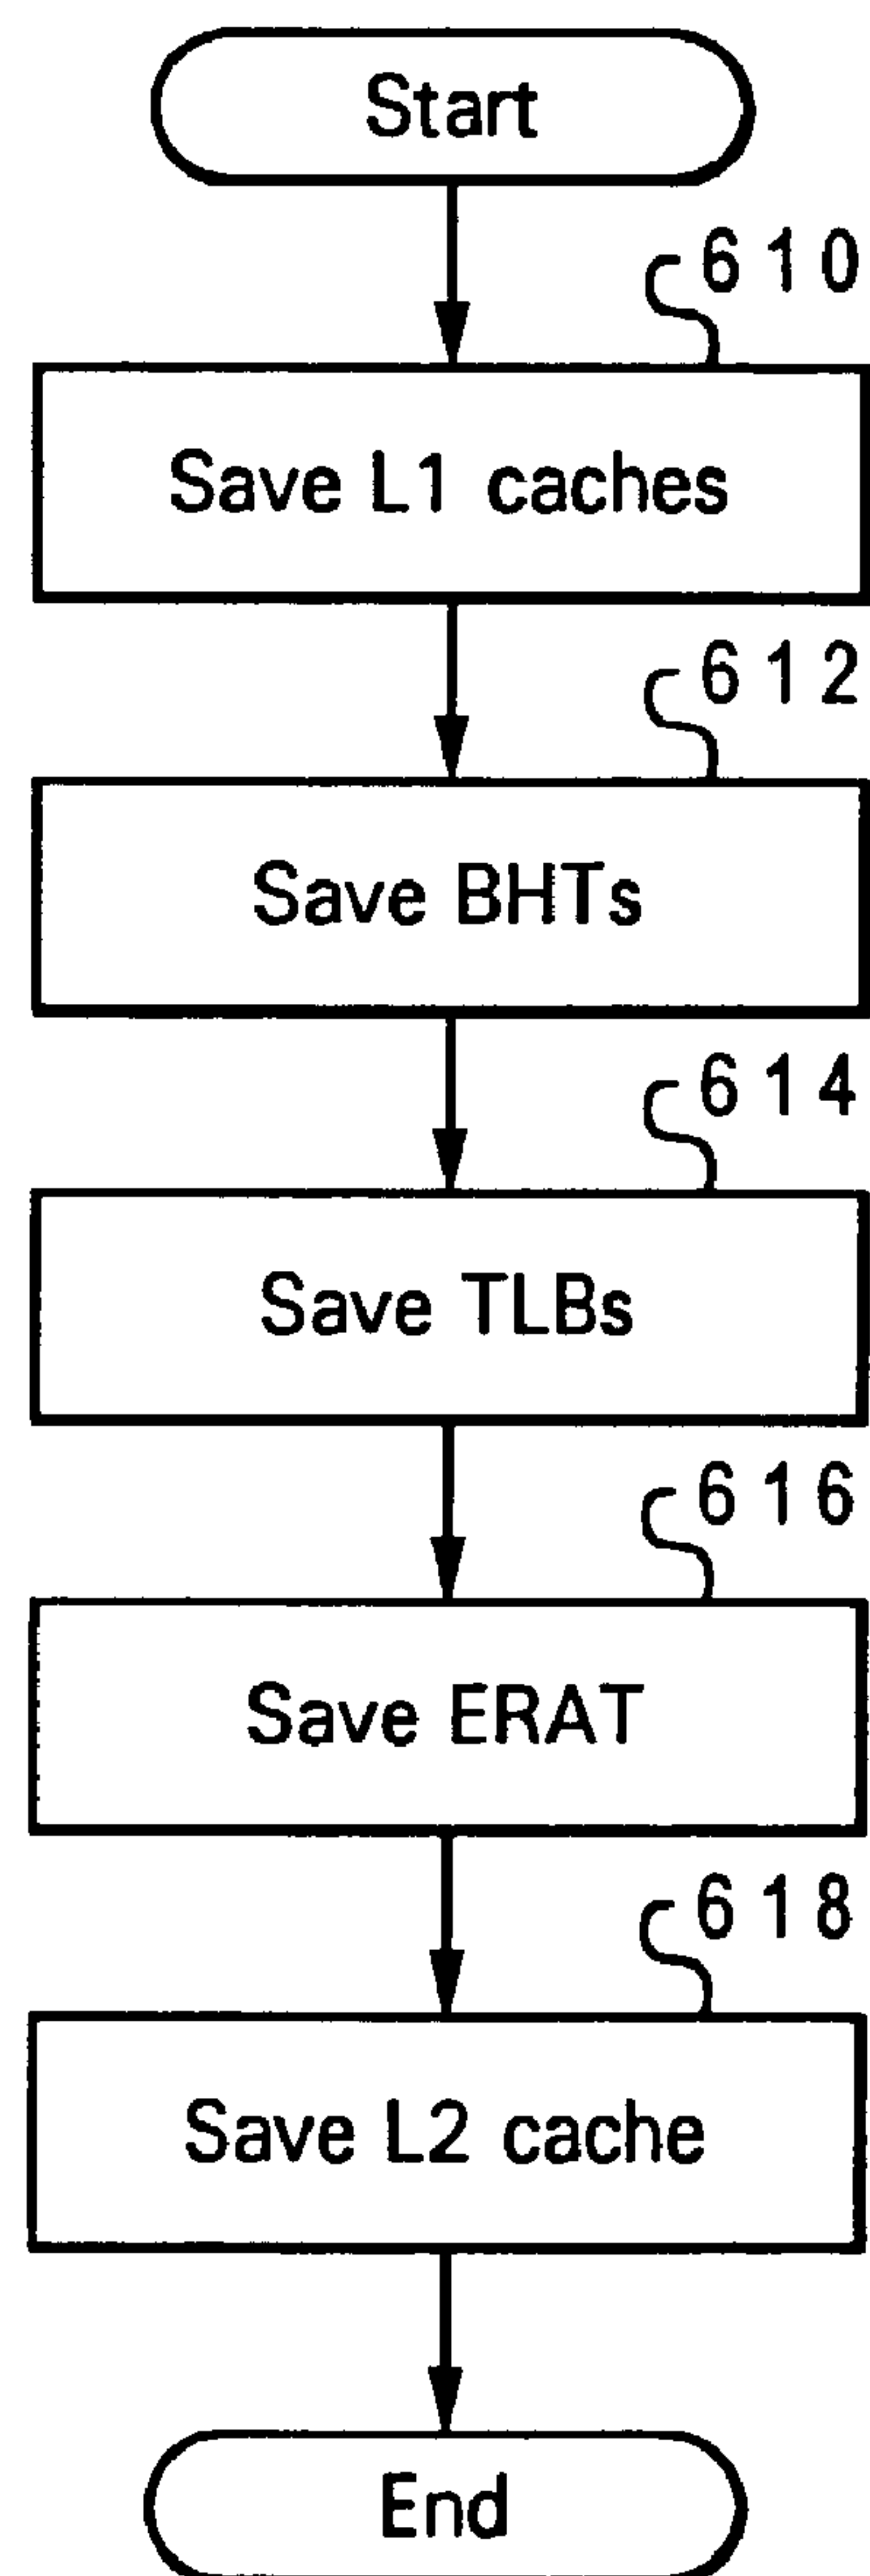 Start
610
Save L1 caches
612
Save BHTs
614
Save TLBs
616
Save ERAT
618
Save L2 cache
End